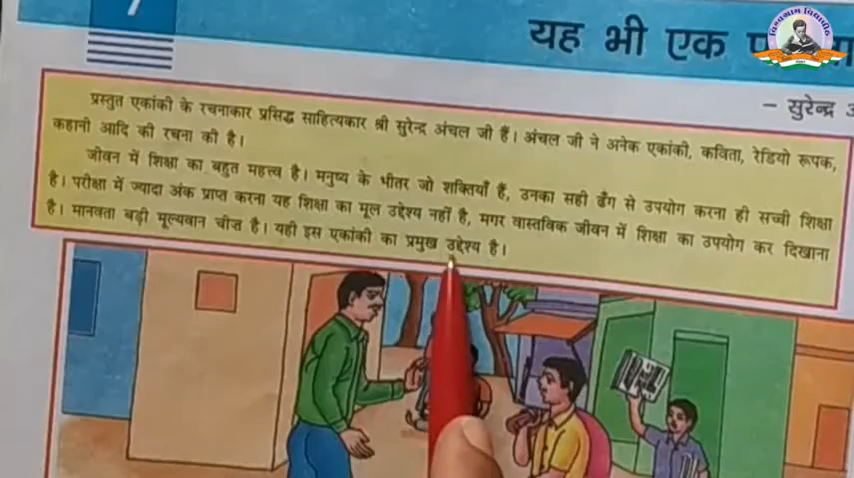 7
यह भी एक
- सुरेन्द्र
प्रस्तुत एकांकी के रचनाकार प्रसिद्ध साहित्यकार श्री सुरेन्द्र अंचल जी हैं। अंचल जी ने अनेक एकांकी, कविता, रेडियो रूपक,
कहानी आदि की रचना की है।
जीवन में शिक्षा का बहुत महत्त्व है। मनुष्य के भीतर जो शक्तियाँ हैं, उनका सही ढँग से उपयोग करना ही सच्ची शिक्षा
है। परीक्षा में ज्यादा अंक प्राप्त करना यह शिक्षा का मूल उद्देश्य नहीं है, मगर वास्तविक जीवन में शिक्षा का उपयोग कर दिखाना
है। मानवता बड़ी मूल्यवान चीज़ है। यही इस एकांकी का प्रमुख उद्देश्य है।